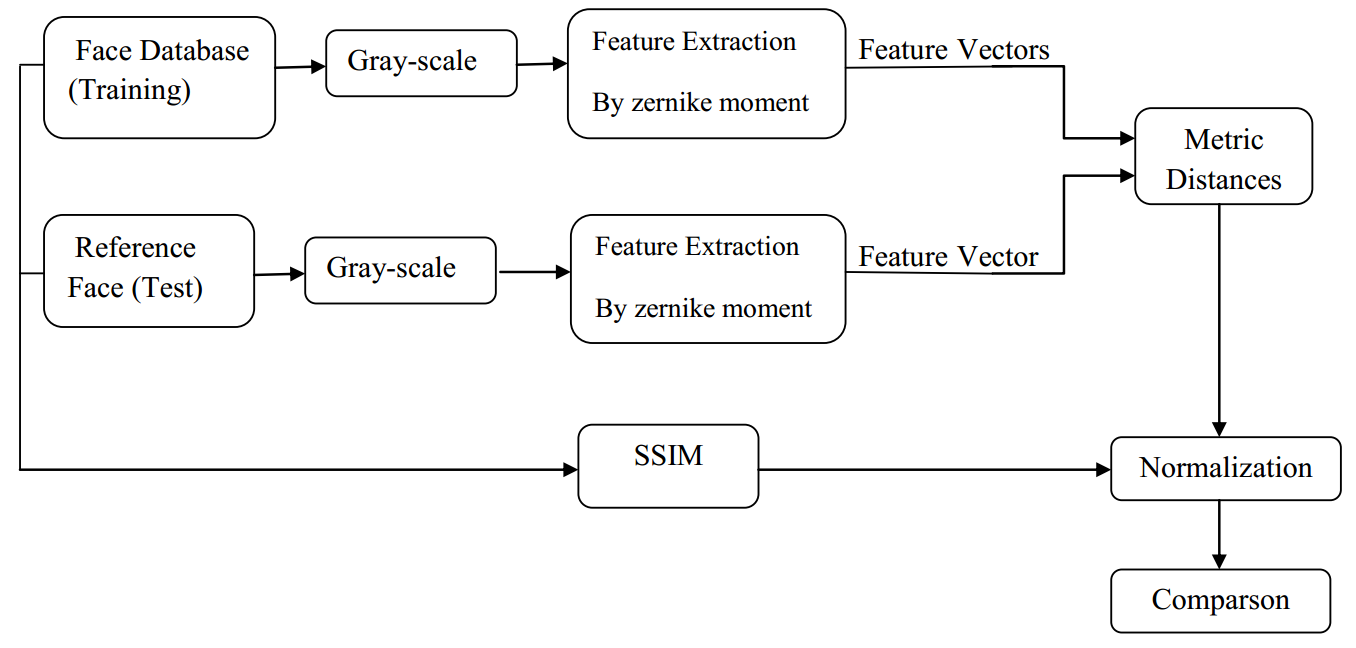 Face Database
(Training)
Gray-scale
Feature Extraction
By zernike moment
Feature Vectors
Metric
Distances
Reference
Face (Test)
Gray-scale
Feature Extraction
By zernike moment
Feature Vector
SSIM
Normalization
Comparson